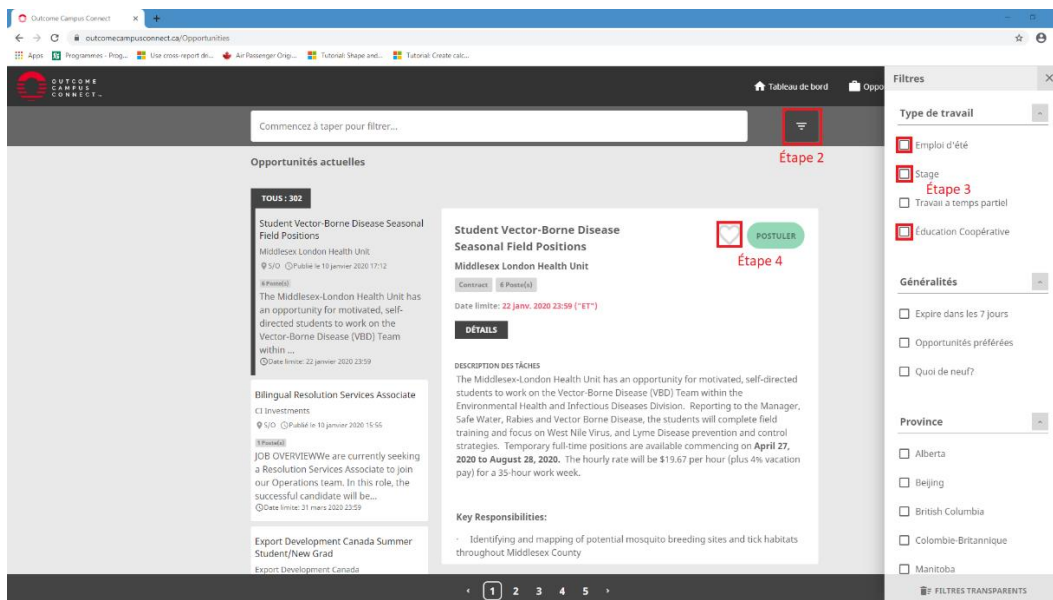 Outcome Campus Connect
outcomecampusconnect.ca/Opportunities
Apps Programmes - Prog... Use cross-report dri... Air Passenger Orig... Tutorial: Shape and... Tutorial: Create calc...
OUTCOME
CAMPUS
CONNECT
Tableau de bord Oppo
Commencez à taper pour filtrer...
Étape 2
Opportunités actuelles
TOUS : 302
Student Vector-Borne Disease Seasonal
Field Positions
Middlesex London Health Unit
S/O Publié le 10 janvier 2020 17:12
6 Poste(s)
The Middlesex-London Health Unit has
an opportunity for motivated, self-
directed students to work on the
Vector-Borne Disease (VBD) Team
within ...
Date limite: 22 janvier 2020 23:59
Bilingual Resolution Services Associate
CI Investments
S/O Publié le 10 janvier 2020 15:55
5 Poste(s)
JOB OVERVIEWWe are currently seeking
a Resolution Services Associate to join
our Operations team. In this role, the
successful candidate will be...
Date limite: 31 mars 2020 23:59
Export Development Canada Summer
Student/New Grad
Export Development Canada
Student Vector-Borne Disease
Seasonal Field Positions
POSTULER
Étape 4
Middlesex London Health Unit
Contract 6 Poste(s)
Date limite: 22 janv. 2020 23:59 ("ET")
DÉTAILS
DESCRIPTION DES TÂCHES
The Middlesex-London Health Unit has an opportunity for motivated, self-directed
students to work on the Vector-Borne Disease (VBD) Team within the
Environmental Health and Infectious Diseases Division. Reporting to the Manager,
Safe Water, Rabies and Vector Borne Disease, the students will complete field
training and focus on West Nile Virus, and Lyme Disease prevention and control
strategies. Temporary full-time positions are available commencing on April 27,
2020 to August 28, 2020. The hourly rate will be $19.67 per hour (plus 4% vacation
pay) for a 35-hour work week.
Key Responsibilities:
· Identifying and mapping of potential mosquito breeding sites and tick habitats
throughout Middlesex County
‹ 1 2 3 4 5 ›
Filtres
Type de travail
Emploi d'été
Stage
Étape 3
Travail à temps partiel
Éducation Coopérative
Généralités
Expire dans les 7 jours
Opportunités préférées
Quoi de neuf?
Province
Alberta
Beijing
British Columbia
Colombie-Britannique
Manitoba
FILTRES TRANSPARENTS